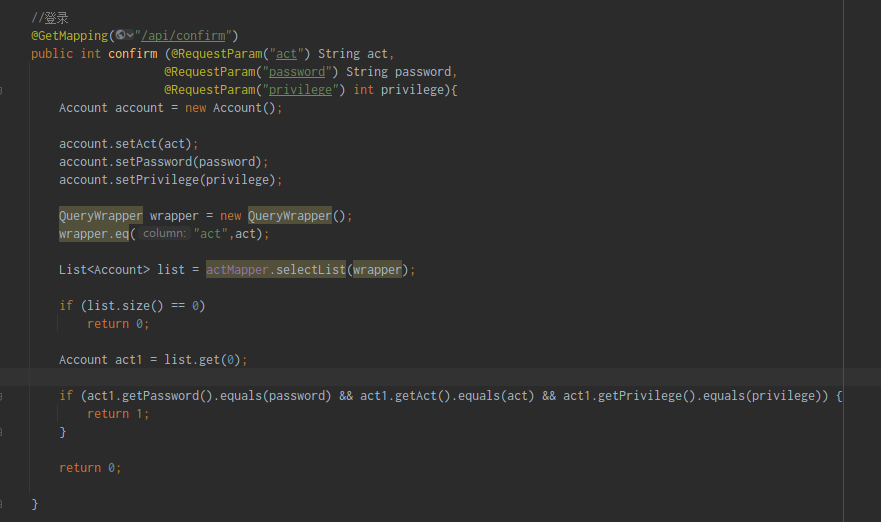 //登录
@GetMapping("/api/confirm")
public int confirm (@RequestParam("act") String act,
@RequestParam("password") String password,
@RequestParam("privilege") int privilege){
Account account = new Account();
account.setAct(act);
account.setPassword(password);
account.setPrivilege(privilege);
QueryWrapper wrapper = new QueryWrapper();
wrapper.eq( column: "act",act);
List<Account> list = actMapper.selectList(wrapper);
if (list.size() == 0)
return 0;
Account act1 = list.get(0);
if (act1.getPassword().equals(password) && act1.getAct().equals(act) && act1.getPrivilege().equals(privilege)) {
return 1;
}
return 0;
}